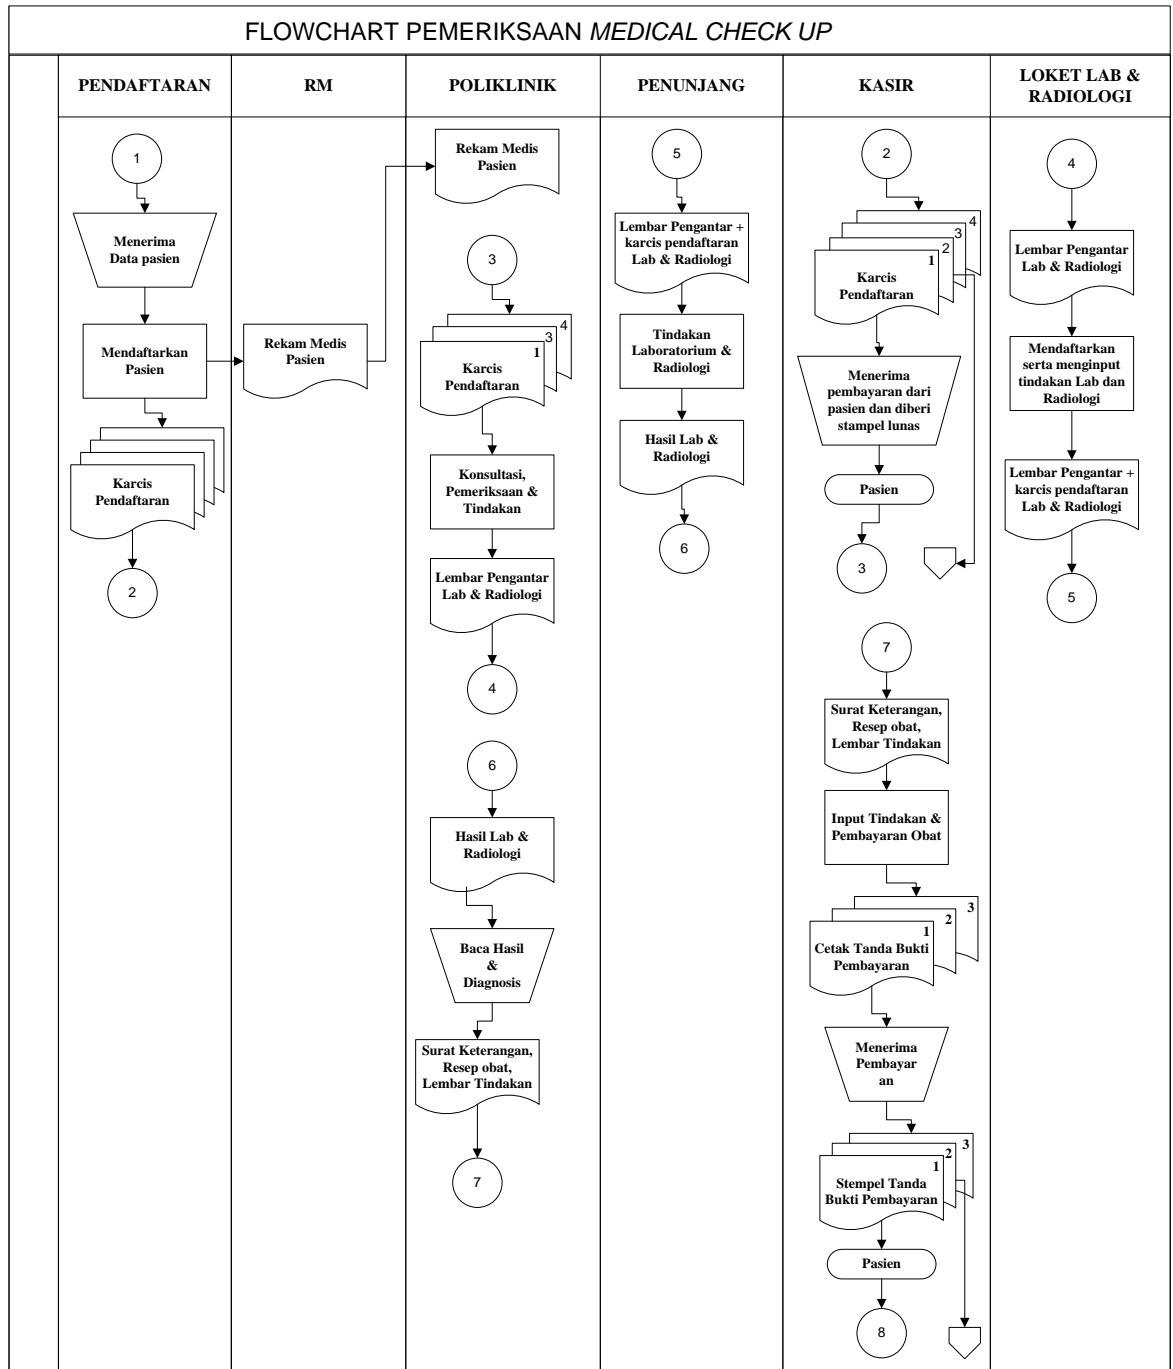 FLOWCHART PEMERIKSAAN MEDICAL CHECK UP
PENDAFTARAN
RM
POLIKLINIK
PENUNJANG
KASIR
LOKET LAB &
RADIOLOGI
1
Menerima
Data pasien
Mendaftarkan
Pasien
Karcis
Pendaftaran
2
Rekam Medis
Pasien
Rekam Medis
Pasien
3
4
3
1
Karcis
Pendaftaran
Konsultasi,
Pemeriksaan &
Tindakan
Lembar Pengantar
Lab & Radiologi
4
6
Hasil Lab &
Radiologi
Baca Hasil
&
Diagnosis
Surat Keterangan,
Resep obat,
Lembar Tindakan
7
5
Lembar Pengantar +
karcis pendaftaran
Lab & Radiologi
Tindakan
Laboratorium &
Radiologi
Hasil Lab &
Radiologi
6
2
4
3
2
1
Karcis
Pendaftaran
Menerima
pembayaran dari
pasien dan diberi
stampel lunas
Pasien
3
7
Surat Keterangan,
Resep obat,
Lembar Tindakan
Input Tindakan &
Pembayaran Obat
3
2
1
Cetak Tanda Bukti
Pembayaran
Menerima
Pembayar
an
3
2
1
Stempel Tanda
Bukti Pembayaran
Pasien
8
4
Lembar Pengantar
Lab & Radiologi
Mendaftarkan
serta menginput
tindakan Lab dan
Radiologi
Lembar Pengantar +
karcis pendaftaran
Lab & Radiologi
5